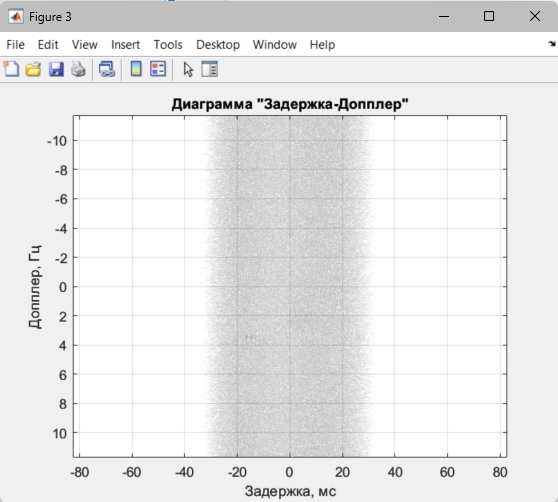 Figure 3
File Edit View Insert Tools Desktop Window Help
Диаграмма "Задержка-Допплер"
-10
-8
-6
-4
-2
0
2
4
6
8
10
Допплер, Гц
-80 -60 -40 -20 0 20 40 60 80
Задержка, мс